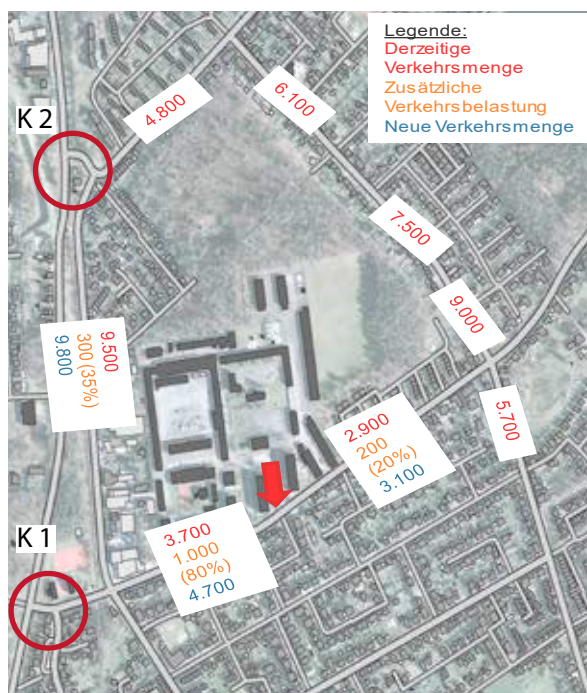 Legende:
Derzeitige
Verkehrsmenge
Zusätzliche
Verkehrsbelastung
Neue Verkehrsmenge
K 2
4.800
6.100
7.500
9.000
9.500
300 (35%)
9.800
5.700
2.900
200
(20%)
3.100
3.700
1.000
(80%)
4.700
K 1